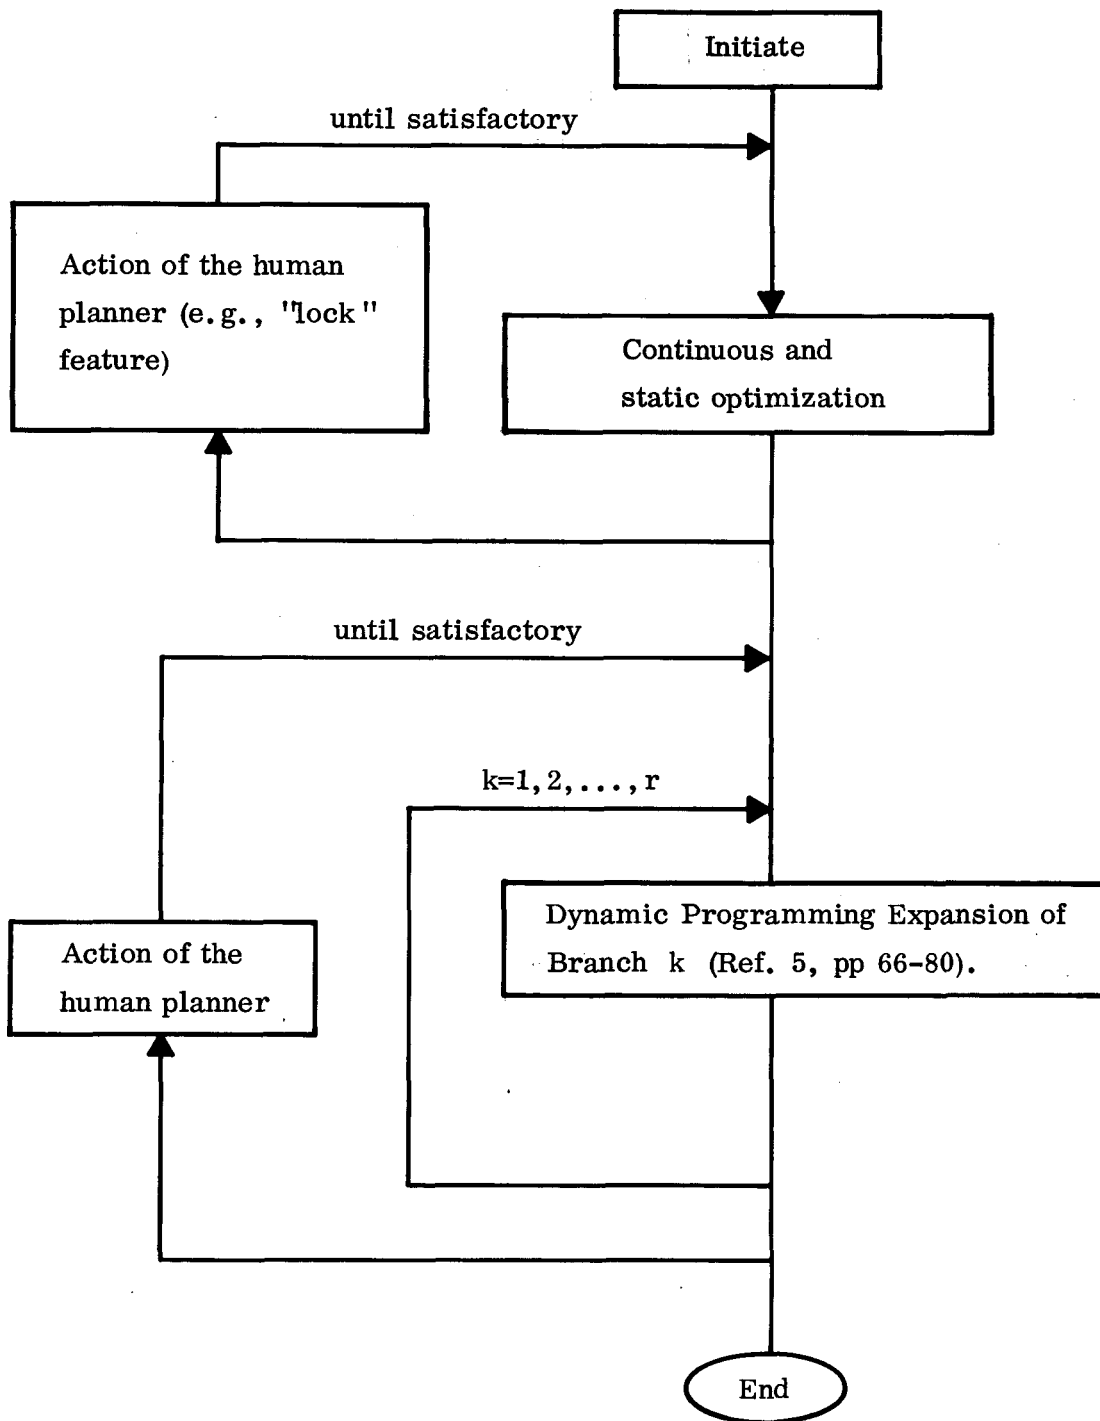 Initiate
until satisfactory
Action of the human
planner (e.g., "lock"
feature)
Continuous and
static optimization
until satisfactory
k=1, 2, . . . , r
Dynamic Programming Expansion of
Branch k (Ref. 5, pp 66-80).
Action of the
human planner
End